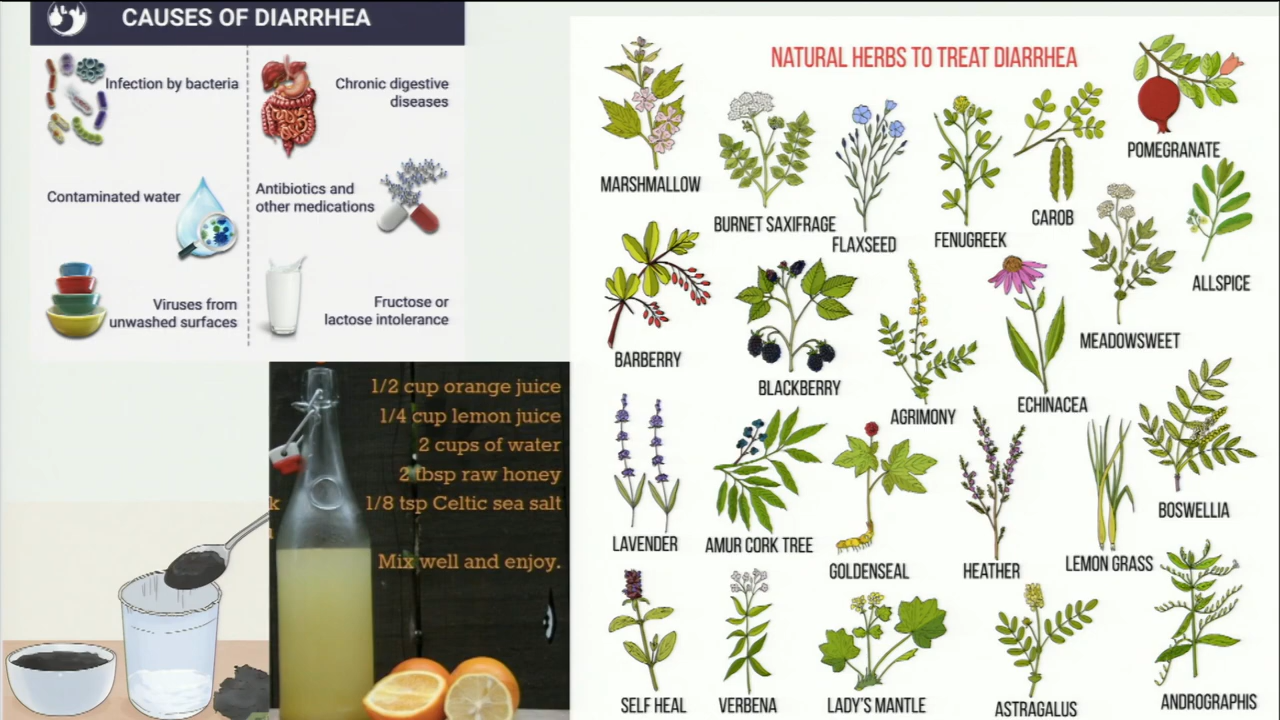 CAUSES OF DIARRHEA
Infection by bacteria
Chronic digestive
diseases
Contaminated water
Antibiotics and
other medications
Viruses from
unwashed surfaces
Fructose or
lactose intolerance
1/2 cup orange juice
1/4 cup lemon juice
2 cups of water
2 tbsp raw honey
k
1/8 tsp Celtic sea salt
Mix well and enjoy.
NATURAL HERBS TO TREAT DIARRHEA
MARSHMALLOW
BURNET SAXIFRAGE
FLAXSEED
FENUGREEK
CAROB
POMEGRANATE
ALLSPICE
BARBERRY
BLACKBERRY
AGRIMONY
ECHINACEA
MEADOWSWEET
LAVENDER
AMUR CORK TREE
GOLDENSEAL
HEATHER
LEMON GRASS
BOSWELLIA
SELF HEAL
VERBENA
LADY'S MANTLE
ASTRAGALUS
ANDROGRAPHIS